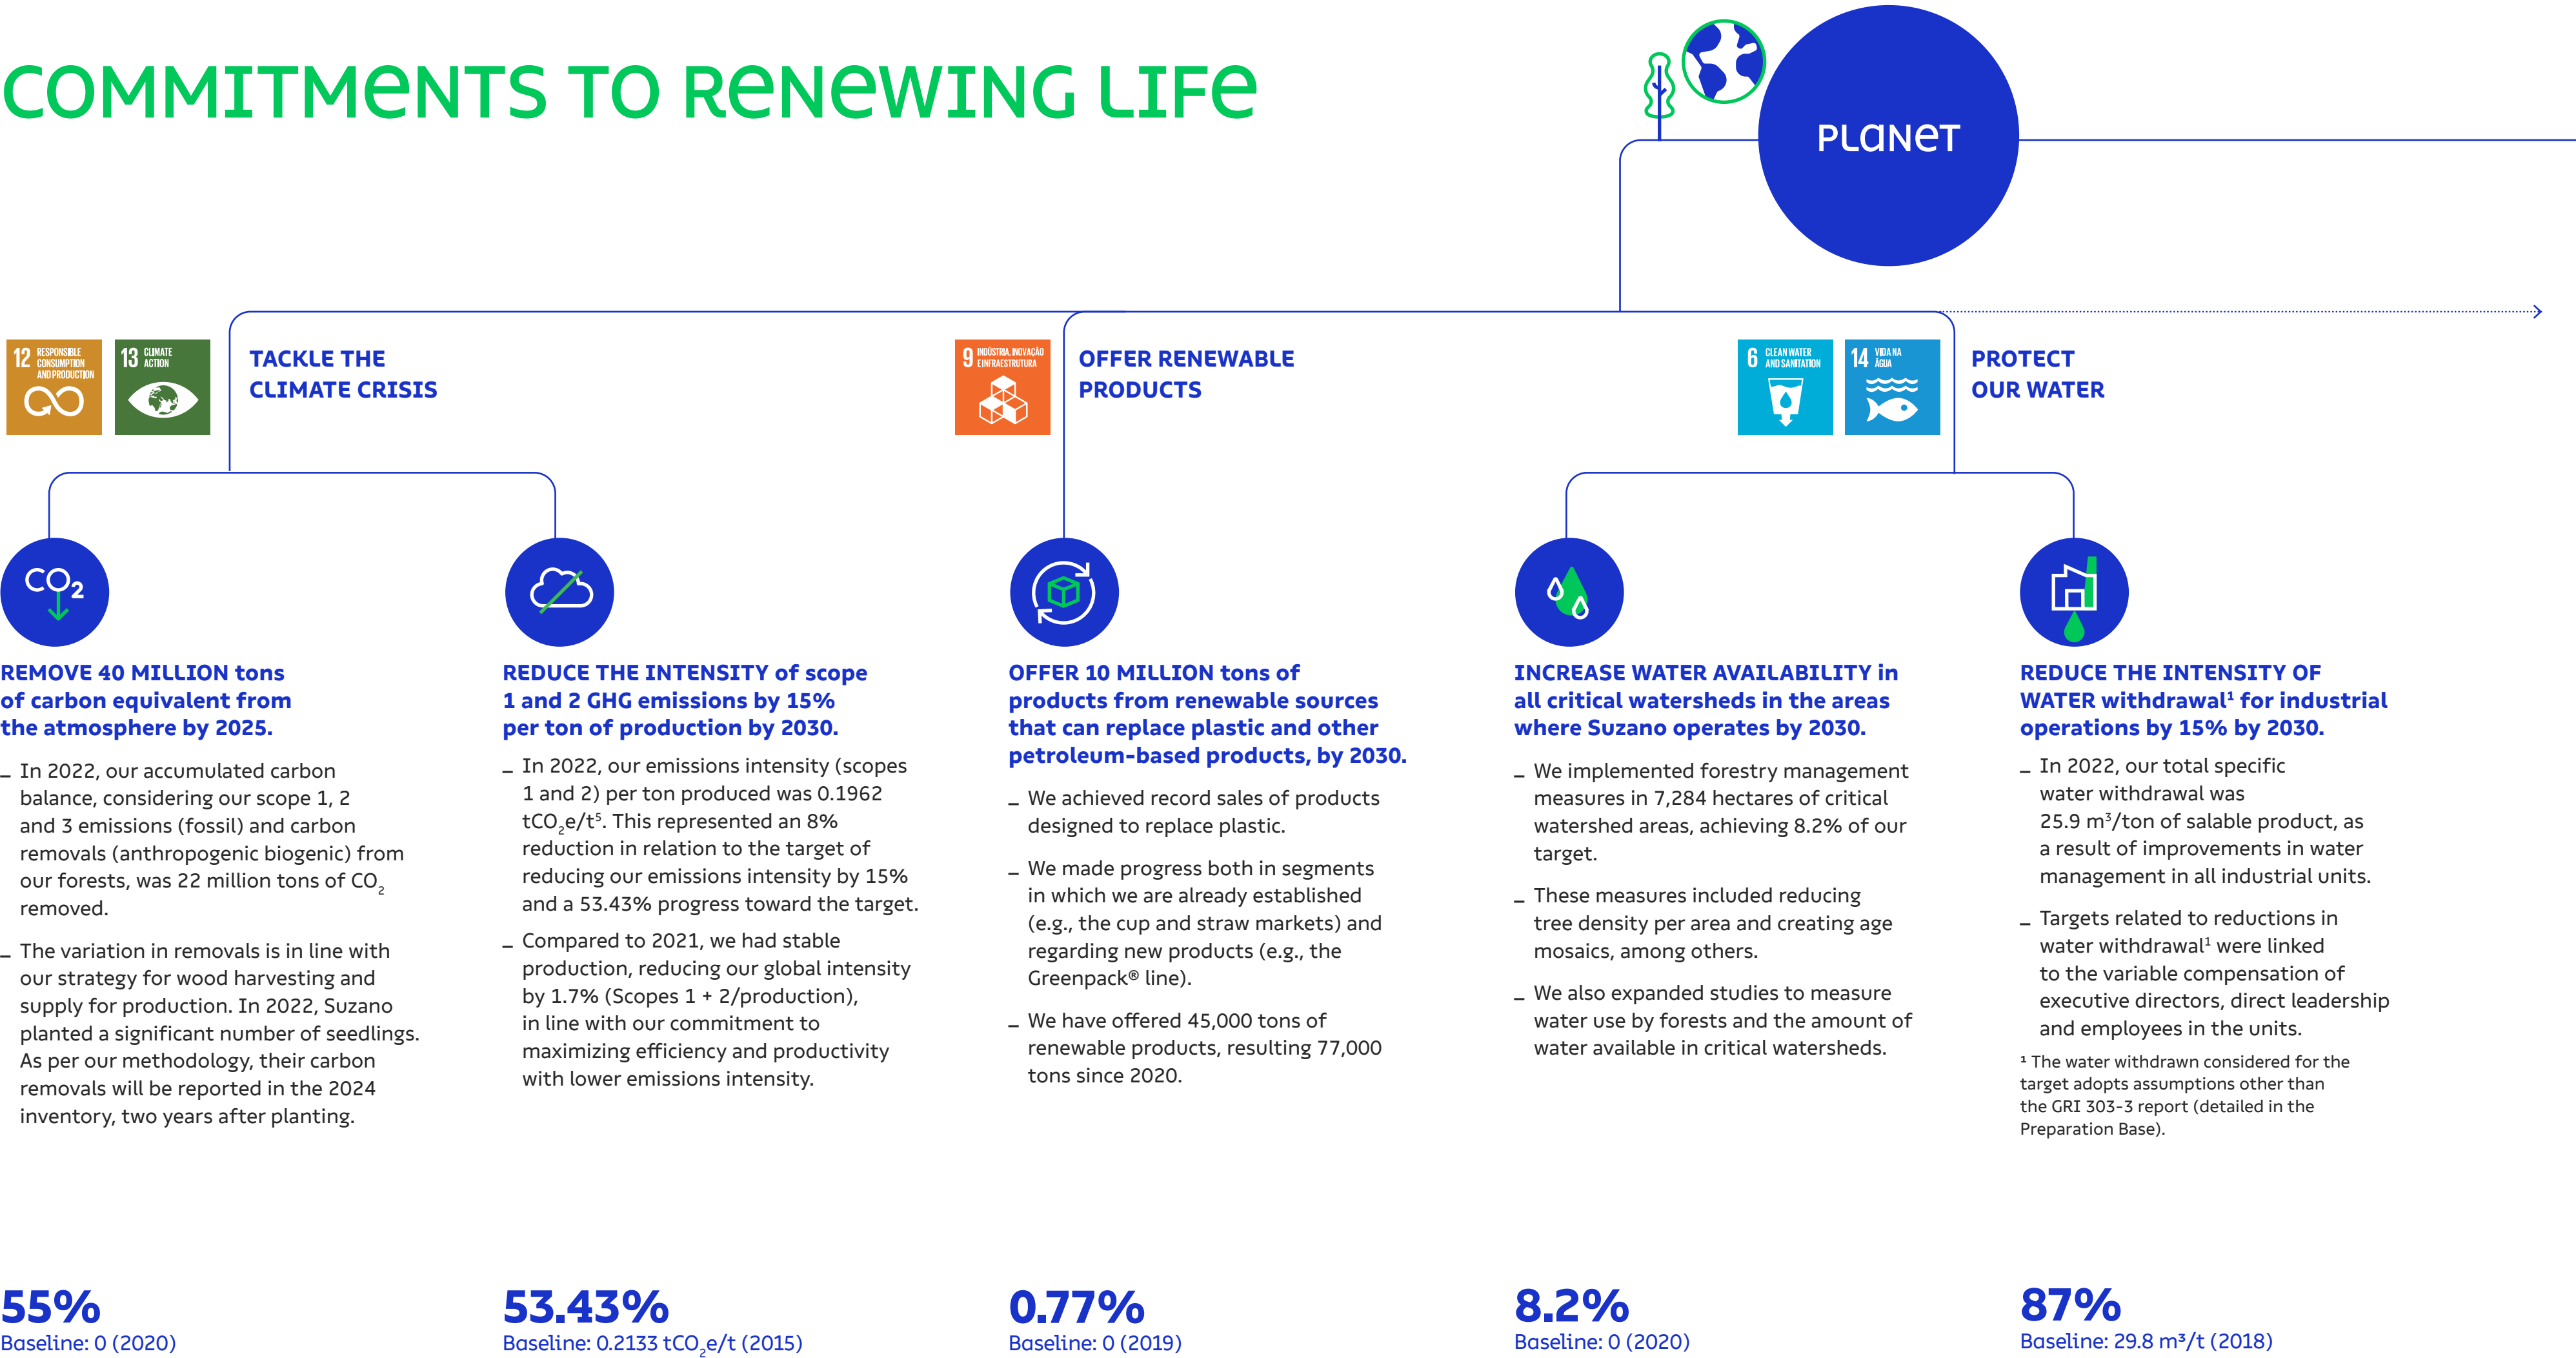 COMMITMeNTS TO ReNeWING LIFe
PLaNeT
12 RESPONSIBLE
CONSUMPTION
AND PRODUCTION
13 CLIMATE
ACTION
TACKLE THE
CLIMATE CRISIS
9 INDÚSTRIA, INOVAÇÃO
E INFRAESTRUTURA
OFFER RENEWABLE
PRODUCTS
6 CLEAN WATER
AND SANITATION
14 VIDA NA
ÁGUA
PROTECT
OUR WATER
CO2
REMOVE 40 MILLION tons
of carbon equivalent from
the atmosphere by 2025.
– In 2022, our accumulated carbon
balance, considering our scope 1, 2
and 3 emissions (fossil) and carbon
removals (anthropogenic biogenic) from
our forests, was 22 million tons of CO₂
removed.
– The variation in removals is in line with
our strategy for wood harvesting and
supply for production. In 2022, Suzano
planted a significant number of seedlings.
As per our methodology, their carbon
removals will be reported in the 2024
inventory, two years after planting.
55%
Baseline: 0 (2020)
REDUCE THE INTENSITY of scope
1 and 2 GHG emissions by 15%
per ton of production by 2030.
– In 2022, our emissions intensity (scopes
1 and 2) per ton produced was 0.1962
tCO₂e/t⁵. This represented an 8%
reduction in relation to the target of
reducing our emissions intensity by 15%
and a 53.43% progress toward the target.
– Compared to 2021, we had stable
production, reducing our global intensity
by 1.7% (Scopes 1 + 2/production),
in line with our commitment to
maximizing efficiency and productivity
with lower emissions intensity.
53.43%
Baseline: 0.2133 tCO₂e/t (2015)
OFFER 10 MILLION tons of
products from renewable sources
that can replace plastic and other
petroleum-based products, by 2030.
– We achieved record sales of products
designed to replace plastic.
– We made progress both in segments
in which we are already established
(e.g., the cup and straw markets) and
regarding new products (e.g., the
Greenpack® line).
– We have offered 45,000 tons of
renewable products, resulting 77,000
tons since 2020.
0.77%
Baseline: 0 (2019)
INCREASE WATER AVAILABILITY in
all critical watersheds in the areas
where Suzano operates by 2030.
– We implemented forestry management
measures in 7,284 hectares of critical
watershed areas, achieving 8.2% of our
target.
– These measures included reducing
tree density per area and creating age
mosaics, among others.
– We also expanded studies to measure
water use by forests and the amount of
water available in critical watersheds.
8.2%
Baseline: 0 (2020)
REDUCE THE INTENSITY OF
WATER withdrawal¹ for industrial
operations by 15% by 2030.
– In 2022, our total specific
water withdrawal was
25.9 m³/ton of salable product, as
a result of improvements in water
management in all industrial units.
– Targets related to reductions in
water withdrawal¹ were linked
to the variable compensation of
executive directors, direct leadership
and employees in the units.
¹ The water withdrawn considered for the
target adopts assumptions other than
the GRI 303-3 report (detailed in the
Preparation Base).
87%
Baseline: 29.8 m³/t (2018)